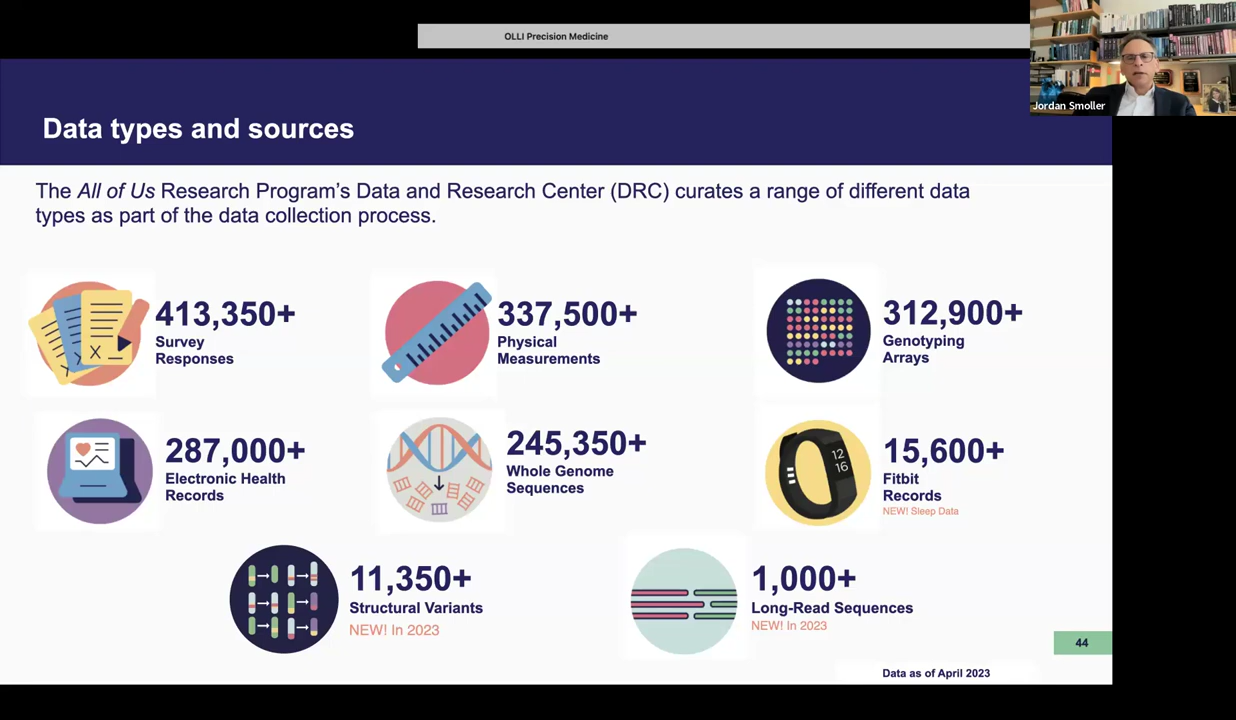 OLLI Precision Medicine
Jordan Smoller
Data types and sources
The All of Us Research Program’s Data and Research Center (DRC) curates a range of different data
types as part of the data collection process.
413,350+
Survey
Responses
337,500+
Physical
Measurements
312,900+
Genotyping
Arrays
287,000+
Electronic Health
Records
245,350+
Whole Genome
Sequences
12
16
15,600+
Fitbit
Records
NEW! Sleep Data
11,350+
Structural Variants
NEW! In 2023
1,000+
Long-Read Sequences
NEW! In 2023
44
Data as of April 2023